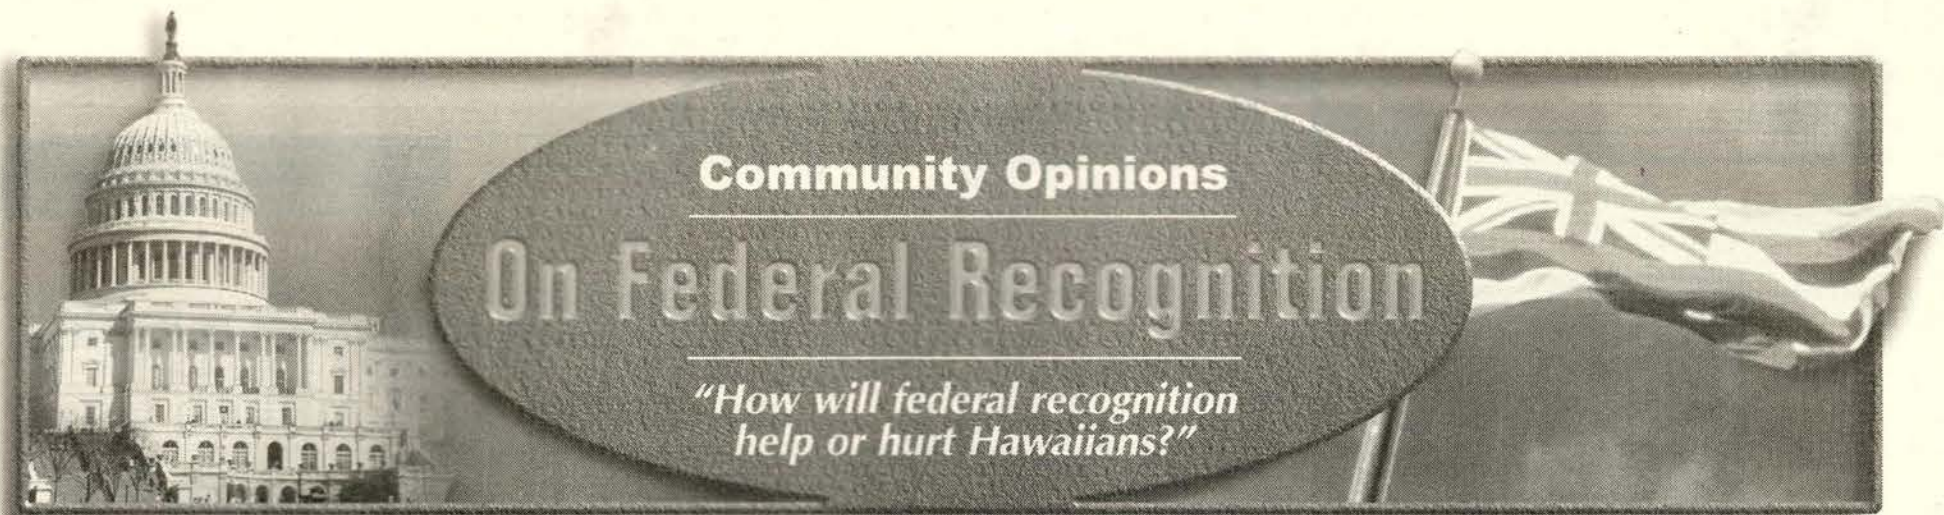 Community Opinions
On Federal Recognition
"How will federal recognition
help or hurt Hawaiians?"